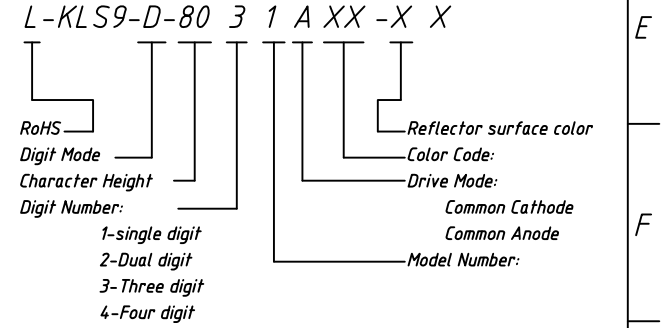 L-KLS9-D-80 3 1 A XX -X X
E
RoHS
Digit Mode
Character Height
Digit Number:
1-single digit
2-Dual digit
3-Three digit
4-Four digit
Reflector surface color
Color Code:
Drive Mode:
Common Cathode
Common Anode
Model Number:
F